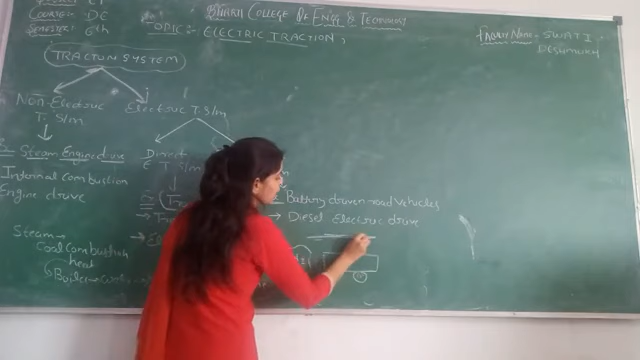 BHARTI COLLEGE OF ENGG & TECHNOLOGY
COURSE:- DE
SEMESTER:- 6th
TOPIC:- ELECTRIC TRACTION,
FACULTY NAME:- SWATI
DESHMUKH
TRACTION SYSTEM
Non-Electric
T. S/m
Electric T. S/m
Direct
E T. S/m
Steam Engine drive
Internal Combustion
Engine drive
Battery driven road vehicles
→ Diesel Electric drive
Steam→
Coal Combustion
heat
Boiler→